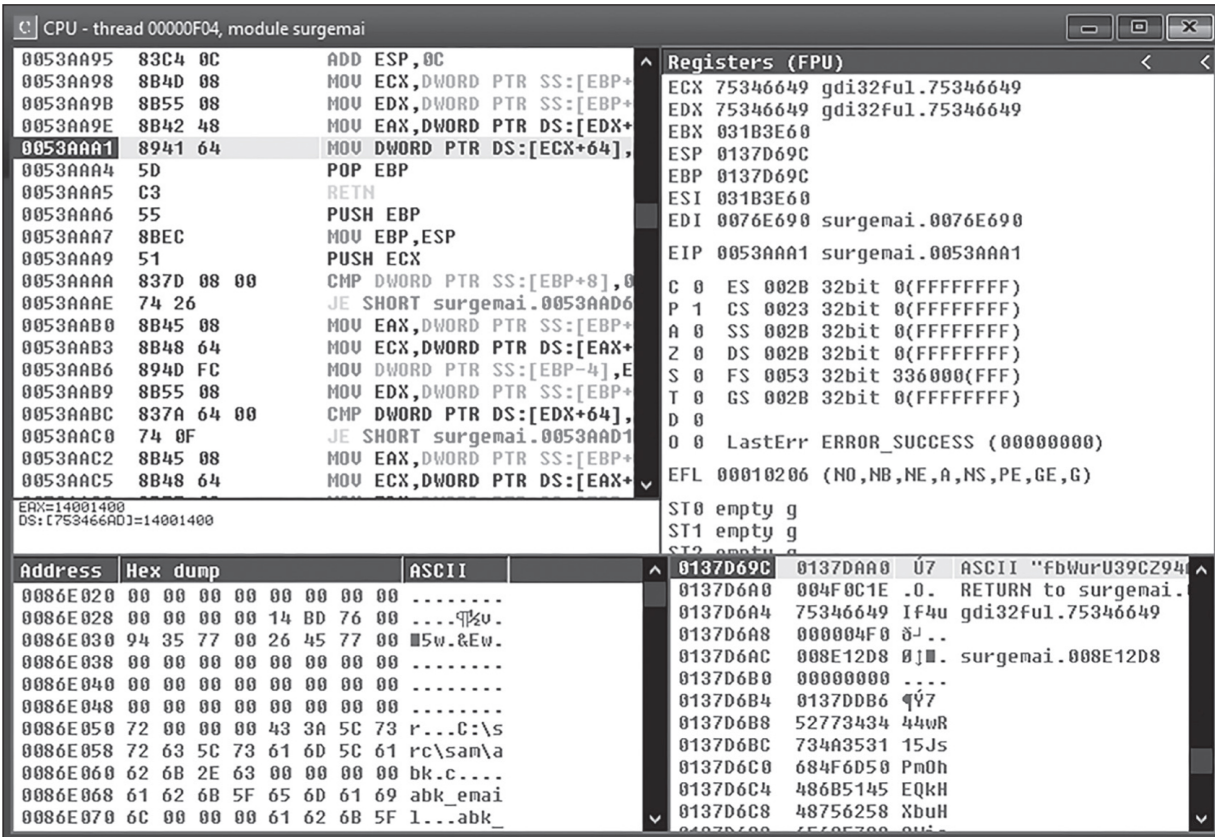 CPU - thread 00000F04, module surgemai
0053AA95 83C4 0C ADD ESP,0C
0053AA98 8B4D 08 MOV ECX,DWORD PTR SS:[EBP+
0053AA9B 8B55 08 MOV EDX,DWORD PTR SS:[EBP+
0053AA9E 8B42 48 MOV EAX,DWORD PTR DS:[EDX+
0053AAA1 8941 64 MOV DWORD PTR DS:[ECX+64],
0053AAA4 5D POP EBP
0053AAA5 C3 RETN
0053AAA6 55 PUSH EBP
0053AAA7 8BEC MOV EBP,ESP
0053AAA9 51 PUSH ECX
0053AAAA 837D 08 00 CMP DWORD PTR SS:[EBP+8],0
0053AAAE 74 26 JE SHORT surgemai.0053AAD6
0053AAB0 8B45 08 MOV EAX,DWORD PTR SS:[EBP+
0053AAB3 8B48 64 MOV ECX,DWORD PTR DS:[EAX+
0053AAB6 894D FC MOV DWORD PTR SS:[EBP-4],E
0053AAB9 8B55 08 MOV EDX,DWORD PTR SS:[EBP+
0053AABC 837A 64 00 CMP DWORD PTR DS:[EDX+64],
0053AAC0 74 0F JE SHORT surgemai.0053AAD1
0053AAC2 8B45 08 MOV EAX,DWORD PTR SS:[EBP+
0053AAC5 8B48 64 MOV ECX,DWORD PTR DS:[EAX+
EAX=14001400
DS:[753466AD]=14001400
Registers (FPU) < <
ECX 75346649 gdi32ful.75346649
EDX 75346649 gdi32ful.75346649
EBX 031B3E60
ESP 0137D69C
EBP 0137D69C
ESI 031B3E60
EDI 0076E690 surgemai.0076E690
EIP 0053AAA1 surgemai.0053AAA1
C 0 ES 002B 32bit 0(FFFFFFFF)
P 1 CS 0023 32bit 0(FFFFFFFF)
A 0 SS 002B 32bit 0(FFFFFFFF)
Z 0 DS 002B 32bit 0(FFFFFFFF)
S 0 FS 0053 32bit 336000(FFF)
T 0 GS 002B 32bit 0(FFFFFFFF)
D 0
O 0 LastErr ERROR_SUCCESS (00000000)
EFL 00010206 (NO,NB,NE,A,NS,PE,GE,G)
ST0 empty g
ST1 empty g
ST2 empty g
Address Hex dump ASCII
0086E020 00 00 00 00 00 00 00 00 ........
0086E028 00 00 00 00 14 BD 76 00 ....¶½v.
0086E030 94 35 77 00 26 45 77 00 5w.&Ew.
0086E038 00 00 00 00 00 00 00 00 ........
0086E040 00 00 00 00 00 00 00 00 ........
0086E048 00 00 00 00 00 00 00 00 ........
0086E050 72 00 00 00 43 3A 5C 73 r...C:\s
0086E058 72 63 5C 73 61 6D 5C 61 rc\sam\a
0086E060 62 6B 2E 63 00 00 00 00 bk.c....
0086E068 61 62 6B 5F 65 6D 61 69 abk_emai
0086E070 6C 00 00 00 61 62 6B 5F l...abk_
0137D69C 0137DAA0 Ú7 ASCII "fbWurU39CZ94
0137D6A0 004F0C1E .O. RETURN to surgemai.
0137D6A4 75346649 If4u gdi32ful.75346649
0137D6A8 000004F0 ð┘..
0137D6AC 008E12D8 surgemai.008E12D8
0137D6B0 00000000 ....
0137D6B4 0137DDB6 ¶Ý7
0137D6B8 52773434 44wR
0137D6BC 734A3531 15Js
0137D6C0 684F6D50 PmOh
0137D6C4 486B5145 EQkH
0137D6C8 48756258 XbuH